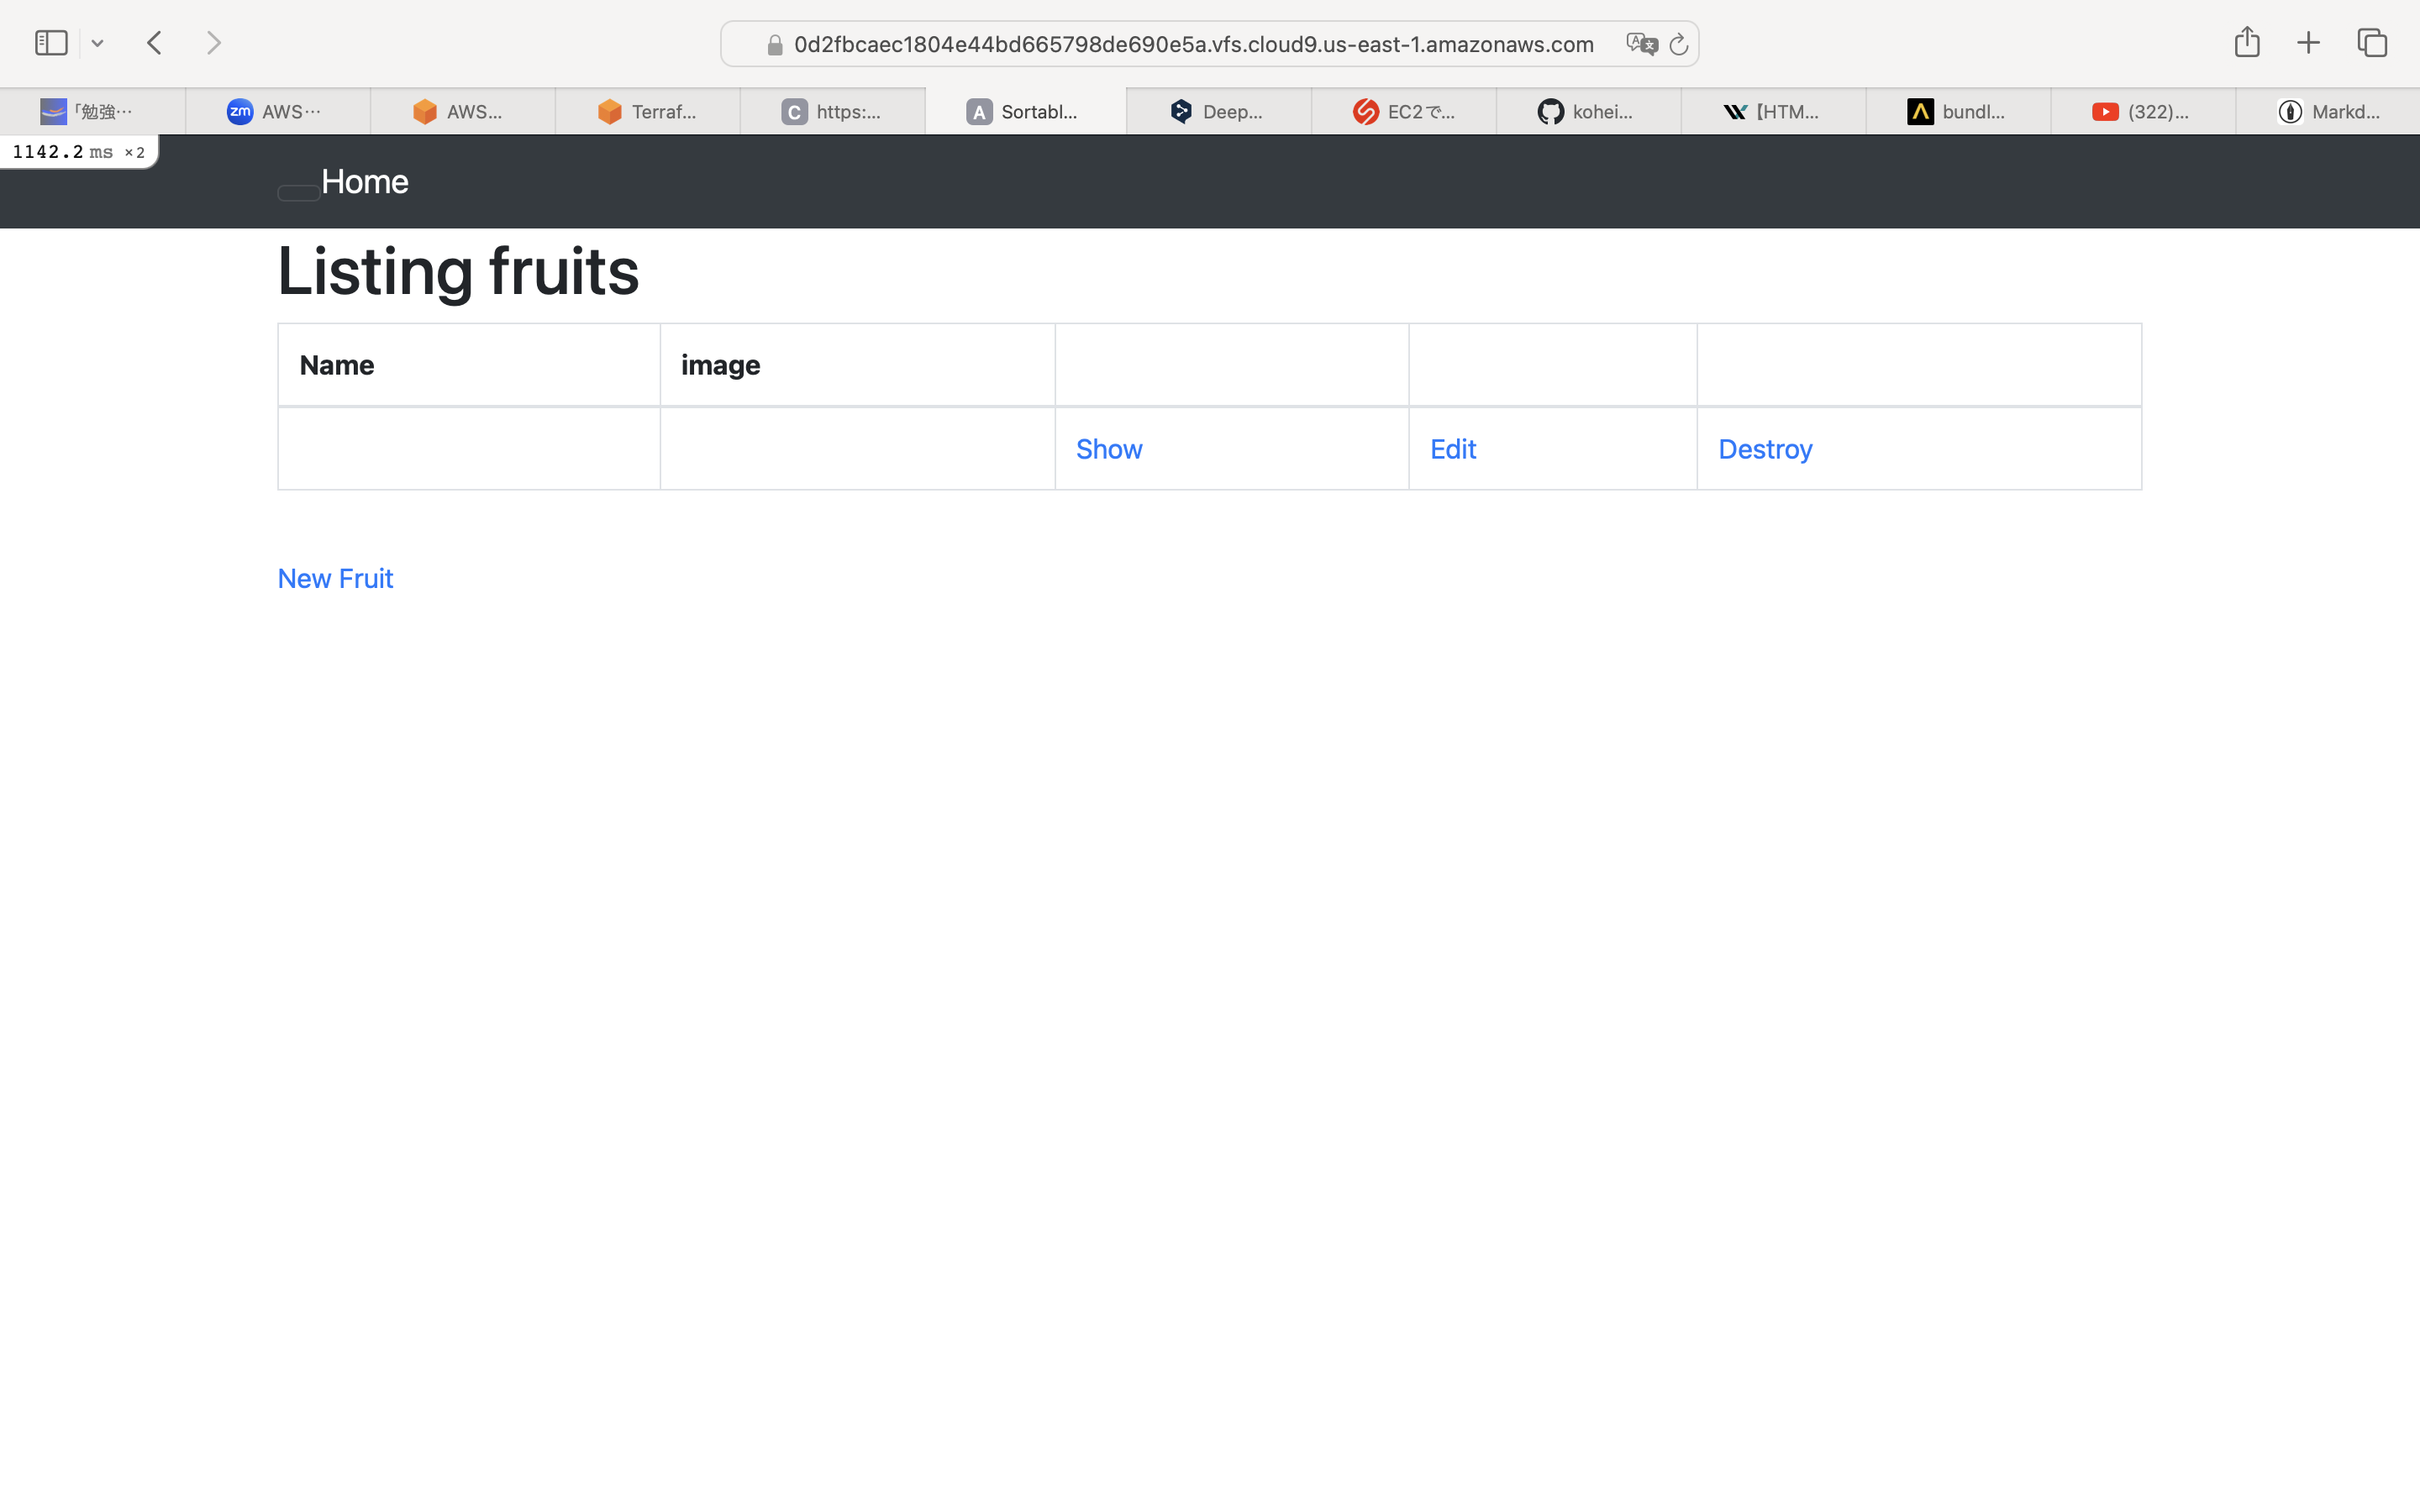 0d2fbcaec1804e44bd665798de690e5a.vfs.cloud9.us-east-1.amazonaws.com
「勉強… zm AWS… AWS... Terraf... C https:... A Sortabl... Deep... EC2で... kohei... 【HTM... bundl... (322)... Markd...
1142.2 ms ×2
Home
Listing fruits
Name image
Show Edit Destroy
New Fruit